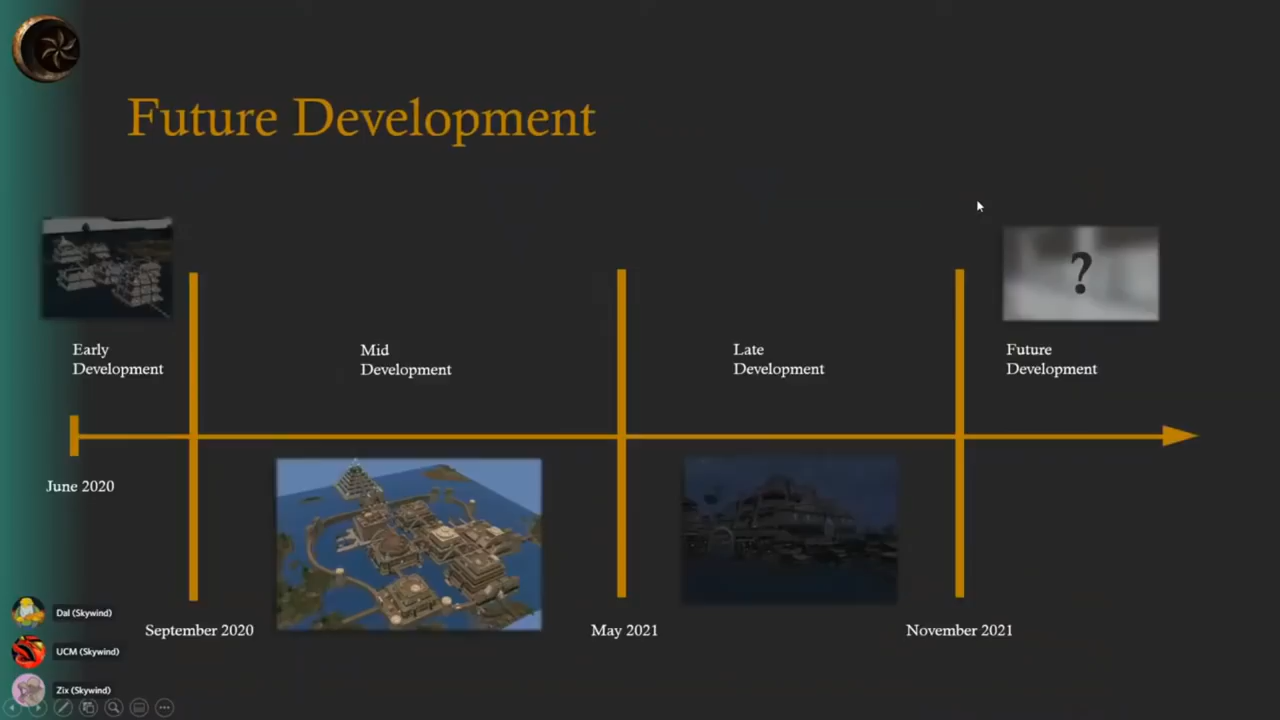 Future Development
?
Early
Development
Mid
Development
Late
Development
Future
Development
June 2020
September 2020
May 2021
November 2021
Dal (Skywind)
UCM (Skywind)
Zix (Skywind)